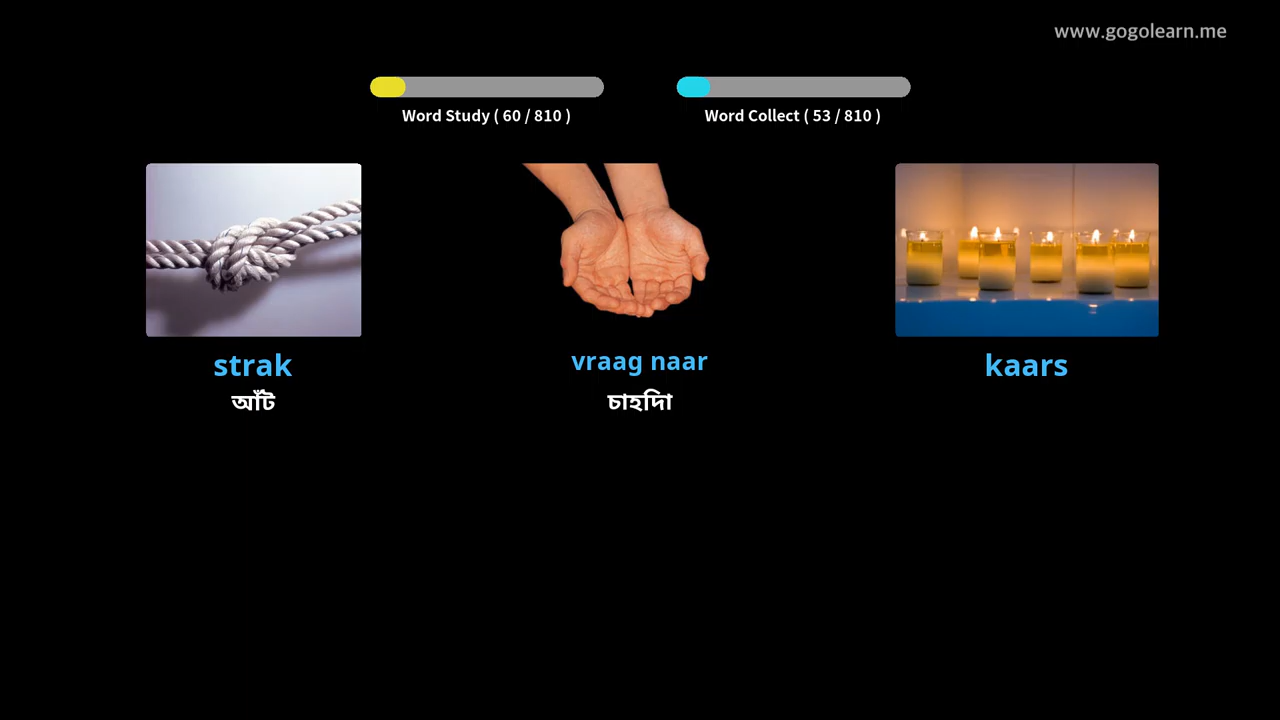 www.gogolearn.me
Word Study ( 60 / 810 )
Word Collect ( 53 / 810 )
strak
vraag naar
kaars
আঁট
চাহিদা